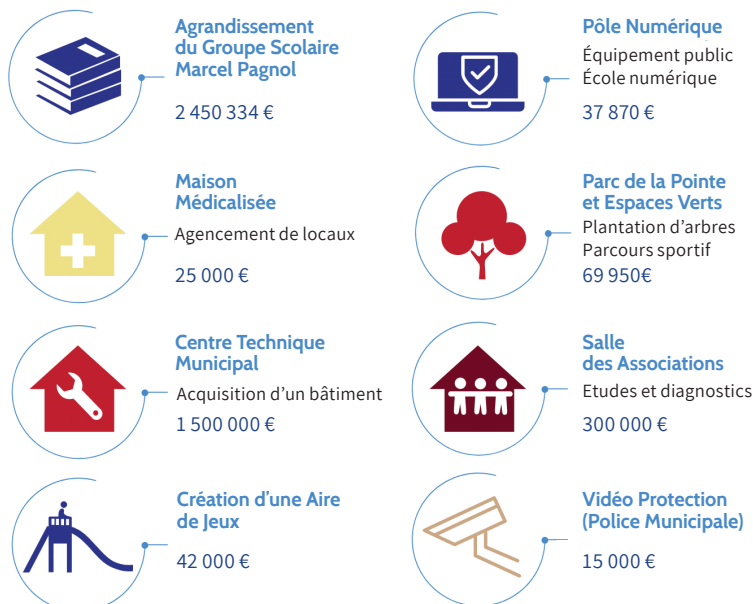 Agrandissement
du Groupe Scolaire
Marcel Pagnol
2 450 334 €
Pôle Numérique
Équipement public
École numérique
37 870 €
Maison
Médicalisée
Agencement de locaux
25 000 €
Parc de la Pointe
et Espaces Verts
Plantation d'arbres
Parcours sportif
69 950€
Centre Technique
Municipal
Acquisition d'un bâtiment
1 500 000 €
Salle
des Associations
Etudes et diagnostics
300 000 €
Création d'une Aire
de Jeux
42 000 €
Vidéo Protection
(Police Municipale)
15 000 €